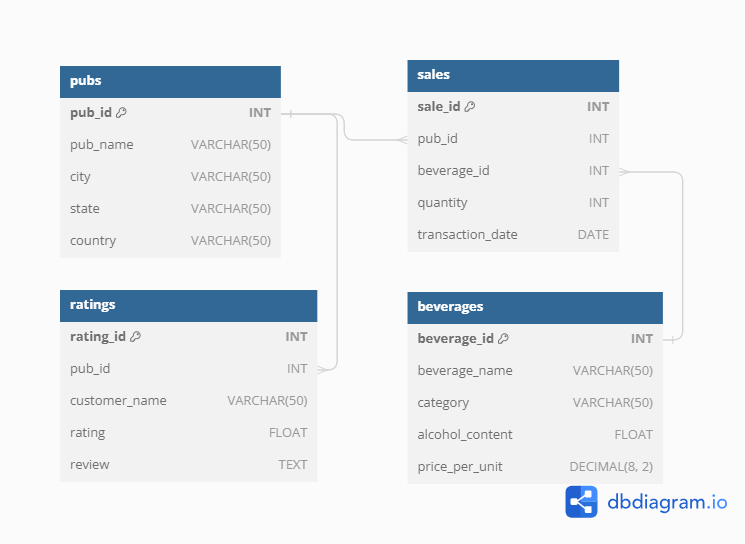 pubs
pub_id INT
pub_name VARCHAR(50)
city VARCHAR(50)
state VARCHAR(50)
country VARCHAR(50)
sales
sale_id INT
pub_id INT
beverage_id INT
quantity INT
transaction_date DATE
ratings
rating_id INT
pub_id INT
customer_name VARCHAR(50)
rating FLOAT
review TEXT
beverages
beverage_id INT
beverage_name VARCHAR(50)
category VARCHAR(50)
alcohol_content FLOAT
price_per_unit DECIMAL(8, 2)
dbdiagram.io